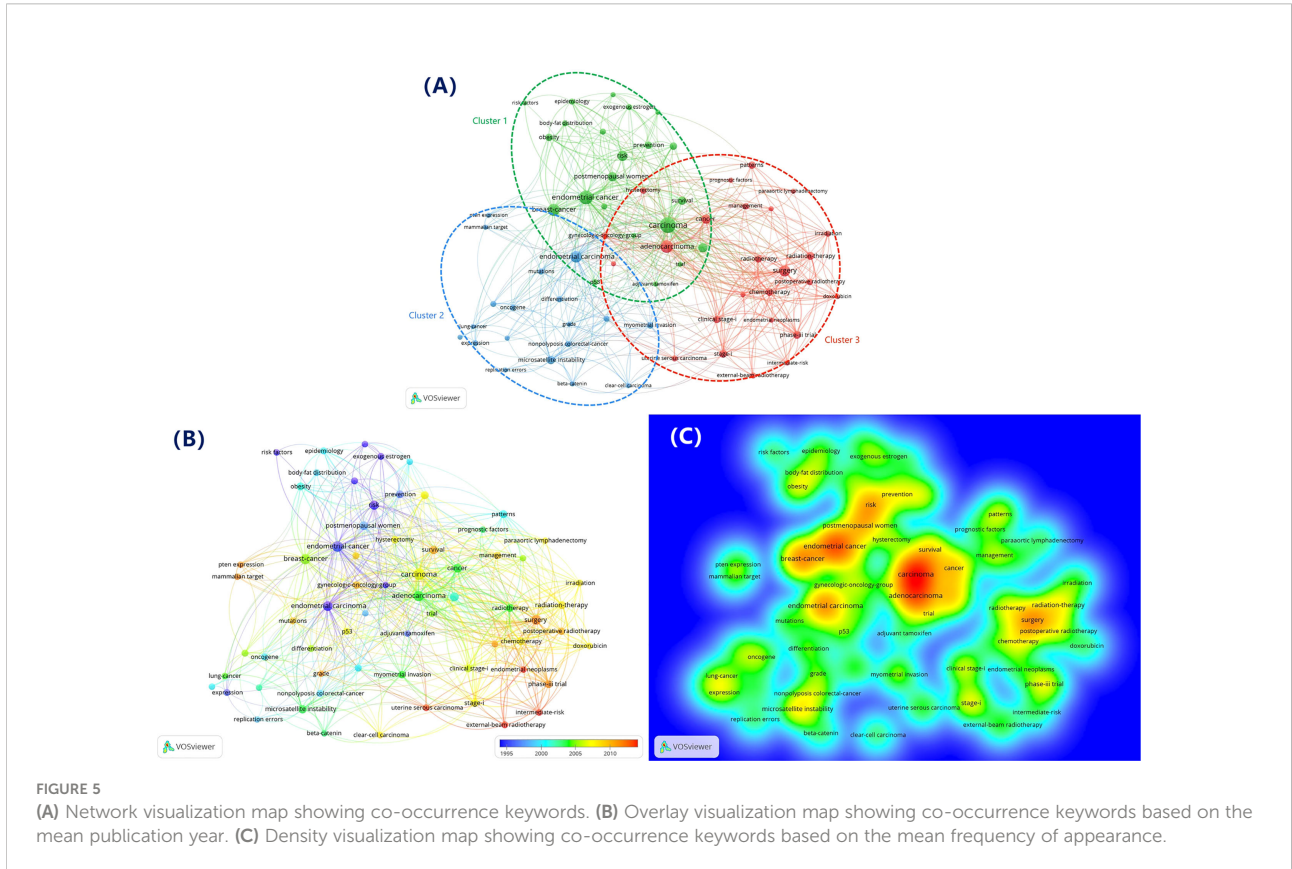 (A)
risk factors
epidemiology
exogenous estrogen
Cluster 1
body-fat distribution
obesity
prevention
risk
patterns
postmenopausal women
prognostic factors
hysterectomy
paraaortic lymphadenectomy
endometrial cancer
survival
management
breast-cancer
pten expression
cancer
carcinoma
mammalian target
gynecologic-oncology-group
irradiation
adenocarcinoma
endometrial carcinoma
radiotherapy
radiation-therapy
trial
mutations
surgery
p53
adjuvant tamoxifen
postoperative radiotherapy
chemotherapy
doxorubicin
differentiation
oncogene
Cluster 2
clinical stage-i
endometrial neoplasms
lung-cancer
grade
myometrial invasion
phase-iii trial
Cluster 3
expression
nonpolyposis colorectal-cancer
microsatellite instability
uterine serous carcinoma
stage-i
intermediate-risk
replication errors
external-beam radiotherapy
beta-catenin
clear-cell carcinoma
VOSviewer
(B)
risk factors
epidemiology
exogenous estrogen
body-fat distribution
obesity
prevention
risk
patterns
postmenopausal women
prognostic factors
hysterectomy
paraaortic lymphadenectomy
endometrial cancer
survival
management
breast-cancer
pten expression
cancer
carcinoma
mammalian target
gynecologic-oncology-group
irradiation
adenocarcinoma
endometrial carcinoma
radiotherapy
radiation-therapy
trial
mutations
surgery
p53
adjuvant tamoxifen
postoperative radiotherapy
chemotherapy
doxorubicin
differentiation
oncogene
clinical stage-i
endometrial neoplasms
lung-cancer
grade
myometrial invasion
phase-iii trial
expression
nonpolyposis colorectal-cancer
microsatellite instability
uterine serous carcinoma
stage-i
intermediate-risk
replication errors
external-beam radiotherapy
beta-catenin
clear-cell carcinoma
VOSviewer
1995 2000 2005 2010
(C)
risk factors
epidemiology
exogenous estrogen
body-fat distribution
obesity
prevention
risk
patterns
postmenopausal women
prognostic factors
hysterectomy
paraaortic lymphadenectomy
endometrial cancer
survival
management
breast-cancer
pten expression
cancer
carcinoma
mammalian target
gynecologic-oncology-group
irradiation
adenocarcinoma
endometrial carcinoma
radiotherapy
radiation-therapy
trial
mutations
surgery
p53
adjuvant tamoxifen
postoperative radiotherapy
chemotherapy
doxorubicin
differentiation
oncogene
clinical stage-i
endometrial neoplasms
lung-cancer
grade
myometrial invasion
phase-iii trial
expression
nonpolyposis colorectal-cancer
microsatellite instability
uterine serous carcinoma
stage-i
intermediate-risk
replication errors
external-beam radiotherapy
beta-catenin
clear-cell carcinoma
VOSviewer
FIGURE 5
(A) Network visualization map showing co-occurrence keywords. (B) Overlay visualization map showing co-occurrence keywords based on the
mean publication year. (C) Density visualization map showing co-occurrence keywords based on the mean frequency of appearance.